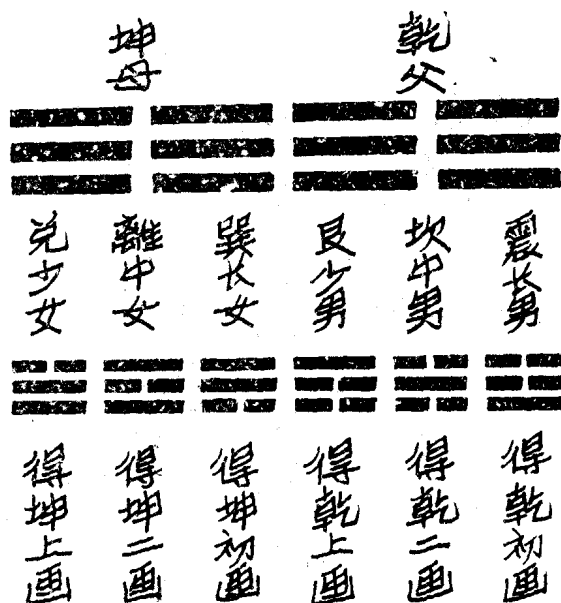 乾父
坤母
震长男
坎中男
艮少男
巽长女
離中女
兑少女
得乾初画
得乾二画
得乾上画
得坤初画
得坤二画
得坤上画